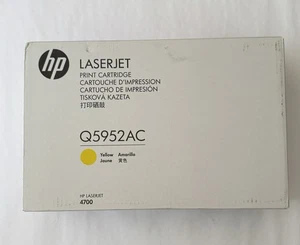 hp
LASERJET
PRINT CARTRIDGE
CARTOUCHE D'IMPRESSION
CARTUCHO DE IMPRESIÓN
TISKOVÁ KAZETA
打印碳鼓
Q5952AC
Yellow Amarillo
Jaune 黄色
HP LASERJET
4700